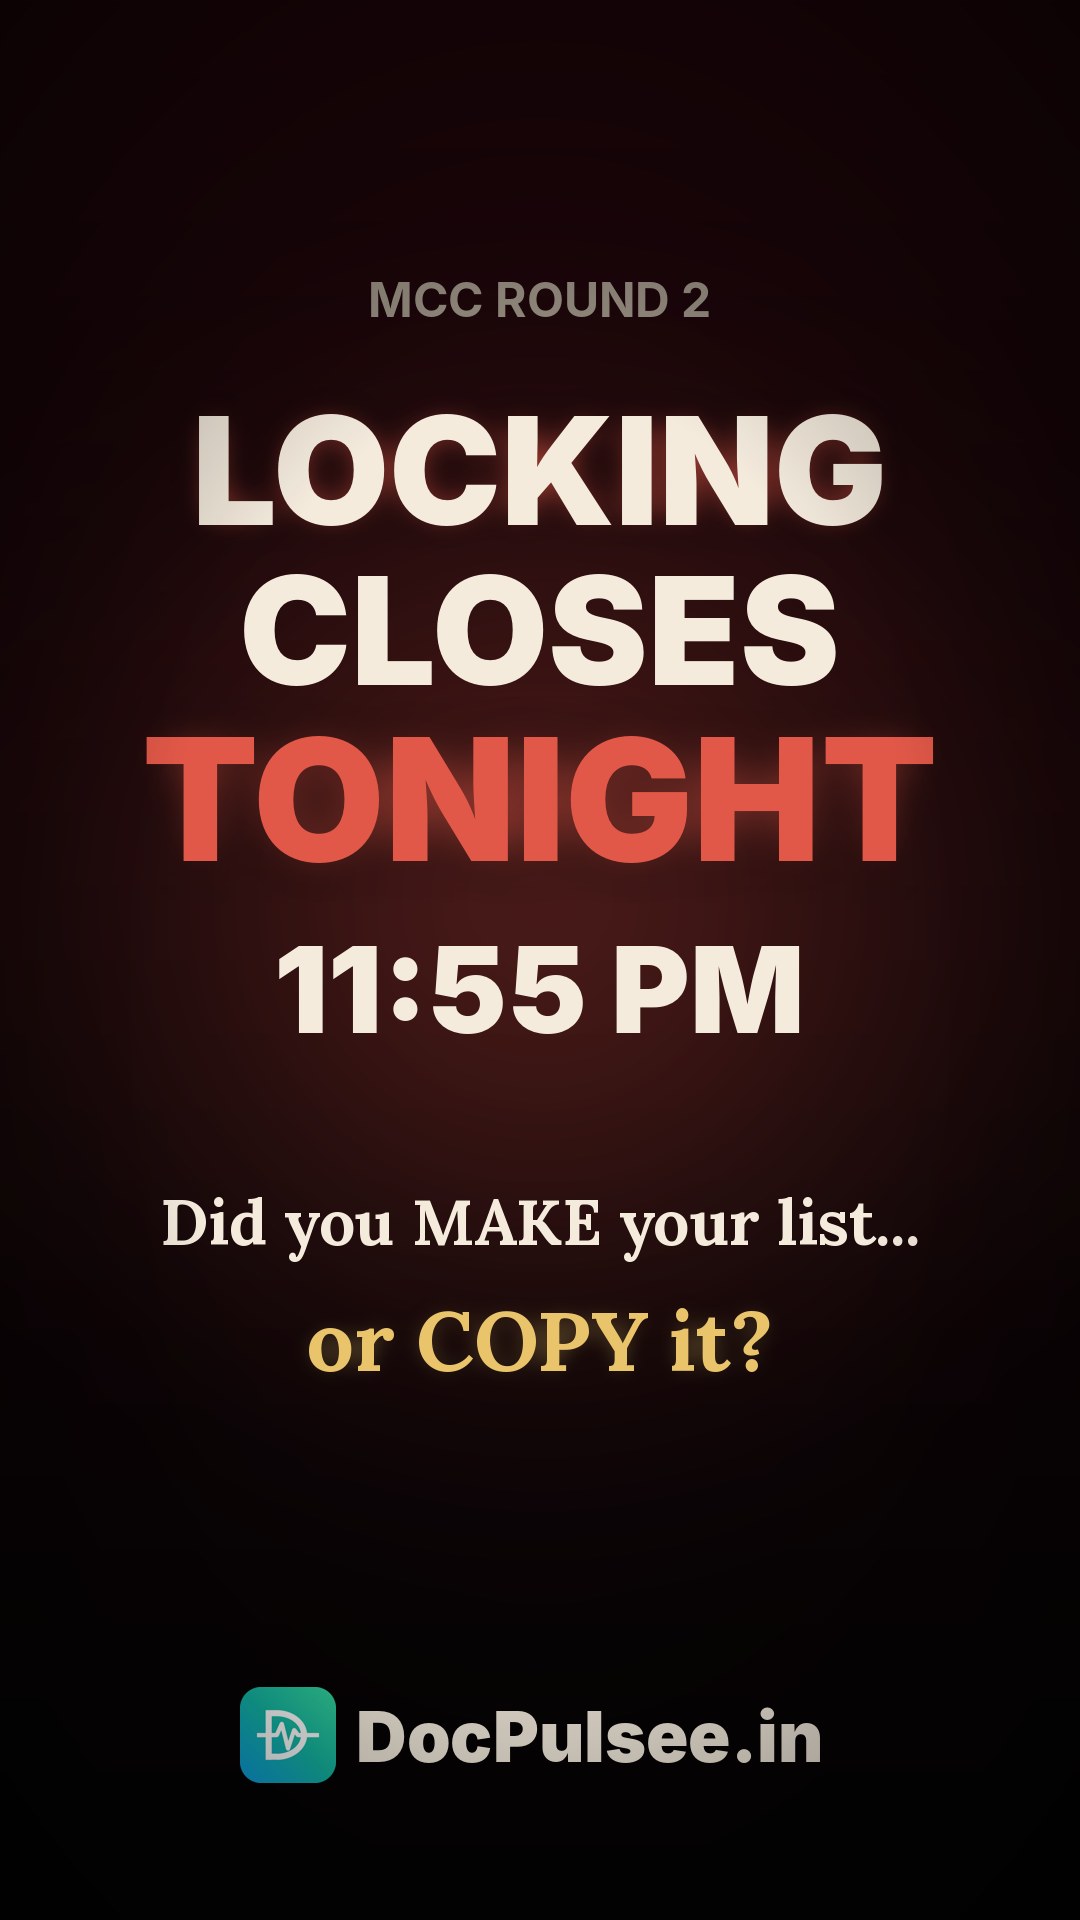 MCC ROUND 2
LOCKING
CLOSES
TONIGHT
11:55 PM
Did you MAKE your list...
or COPY it?
DocPulsee.in